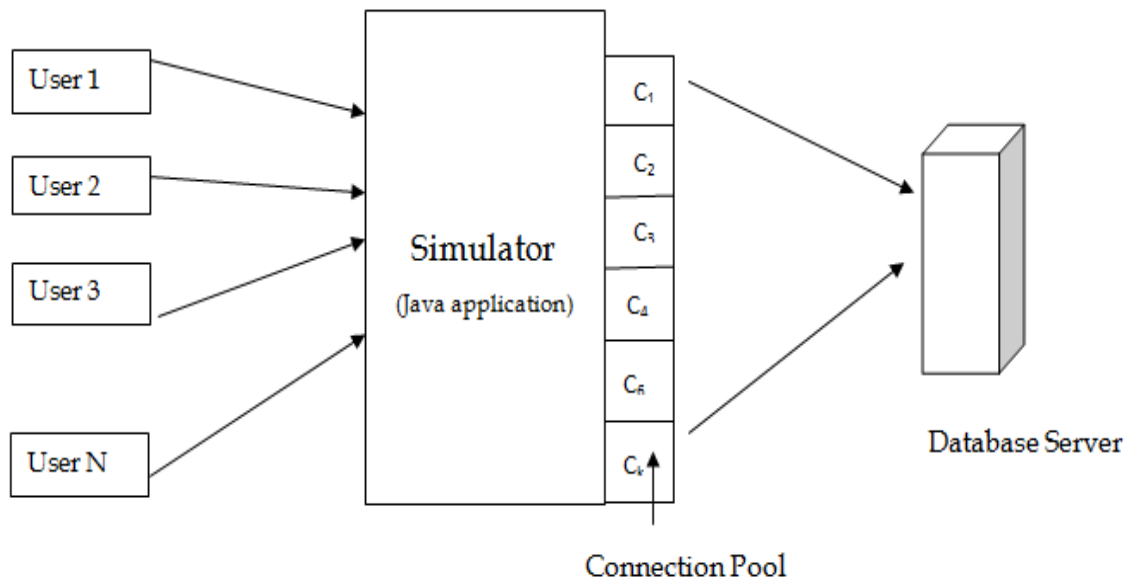 User 1
User 2
User 3
User N
Simulator
(Java application)
C₁
C₂
C₃
C₄
C₅
Cₖ
Connection Pool
Database Server